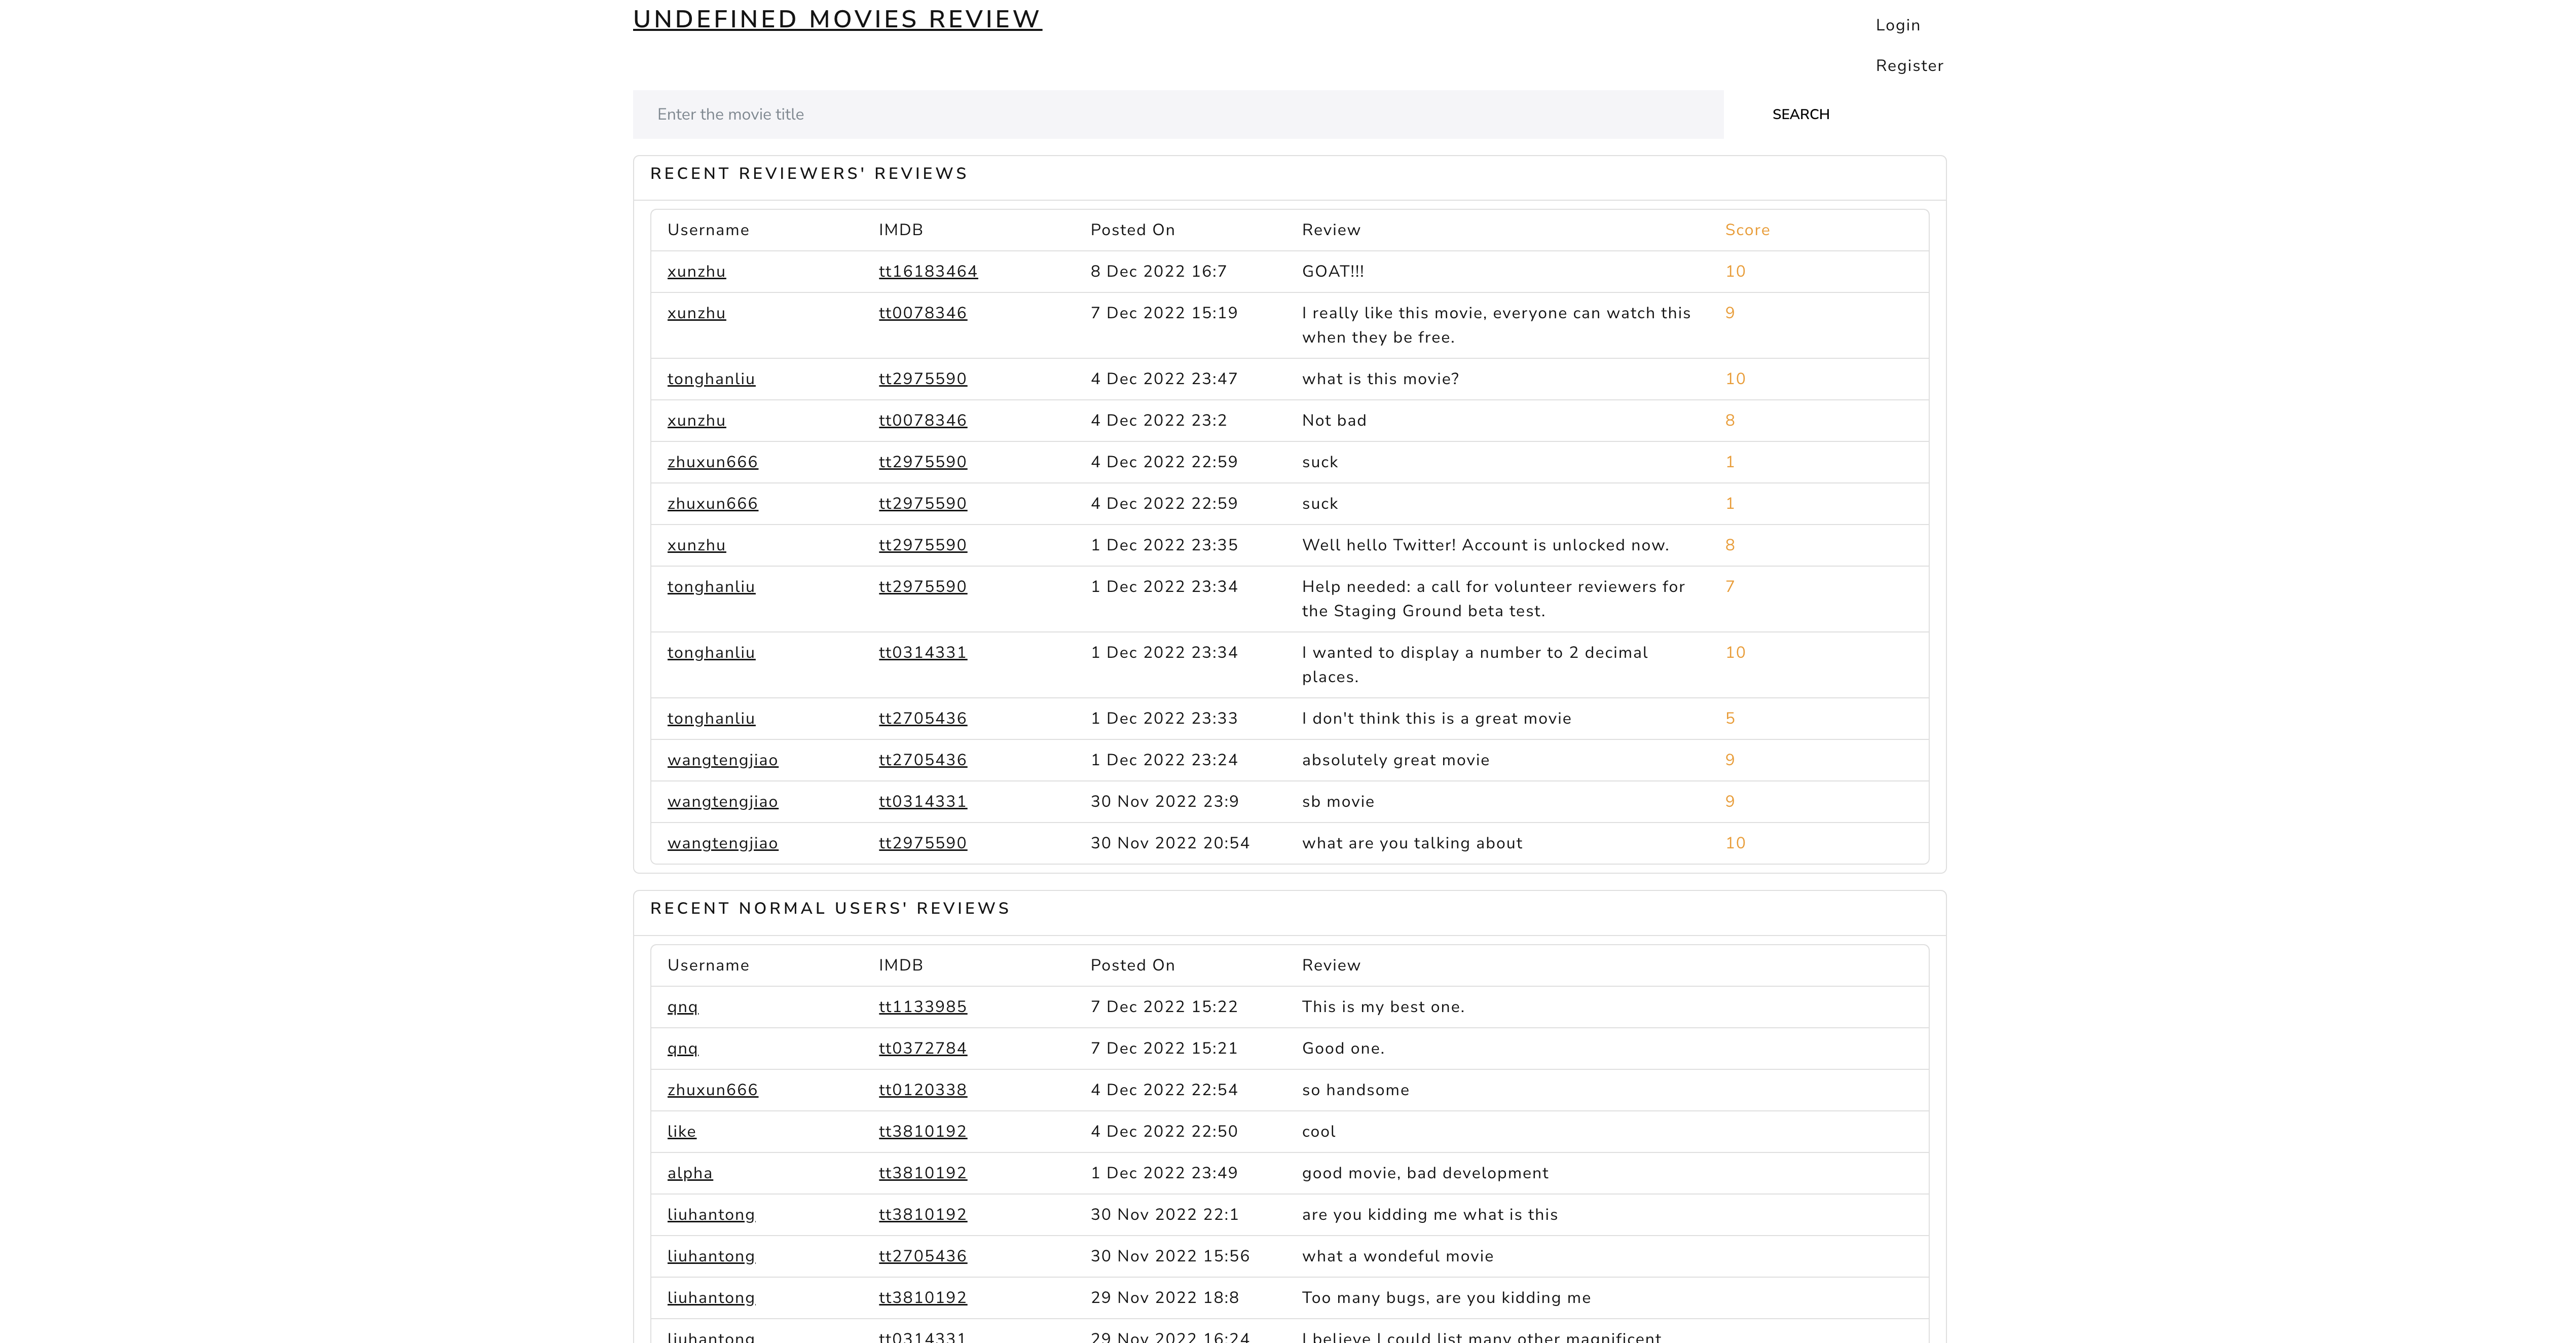 UNDEFINED MOVIES REVIEW
Login
Register
Enter the movie title
SEARCH
RECENT REVIEWERS' REVIEWS
Username IMDB Posted On Review Score
xunzhu tt16183464 8 Dec 2022 16:7 GOAT!!! 10
xunzhu tt0078346 7 Dec 2022 15:19 I really like this movie, everyone can watch this 9
when they be free.
tonghanliu tt2975590 4 Dec 2022 23:47 what is this movie? 10
xunzhu tt0078346 4 Dec 2022 23:2 Not bad 8
zhuxun666 tt2975590 4 Dec 2022 22:59 suck 1
zhuxun666 tt2975590 4 Dec 2022 22:59 suck 1
xunzhu tt2975590 1 Dec 2022 23:35 Well hello Twitter! Account is unlocked now. 8
tonghanliu tt2975590 1 Dec 2022 23:34 Help needed: a call for volunteer reviewers for 7
the Staging Ground beta test.
tonghanliu tt0314331 1 Dec 2022 23:34 I wanted to display a number to 2 decimal 10
places.
tonghanliu tt2705436 1 Dec 2022 23:33 I don't think this is a great movie 5
wangtengjiao tt2705436 1 Dec 2022 23:24 absolutely great movie 9
wangtengjiao tt0314331 30 Nov 2022 23:9 sb movie 9
wangtengjiao tt2975590 30 Nov 2022 20:54 what are you talking about 10
RECENT NORMAL USERS' REVIEWS
Username IMDB Posted On Review
qnq tt1133985 7 Dec 2022 15:22 This is my best one.
qnq tt0372784 7 Dec 2022 15:21 Good one.
zhuxun666 tt0120338 4 Dec 2022 22:54 so handsome
like tt3810192 4 Dec 2022 22:50 cool
alpha tt3810192 1 Dec 2022 23:49 good movie, bad development
liuhantong tt3810192 30 Nov 2022 22:1 are you kidding me what is this
liuhantong tt2705436 30 Nov 2022 15:56 what a wondeful movie
liuhantong tt3810192 29 Nov 2022 18:8 Too many bugs, are you kidding me
liuhantong tt0314331 29 Nov 2022 16:24 I believe I could list many other magnificent